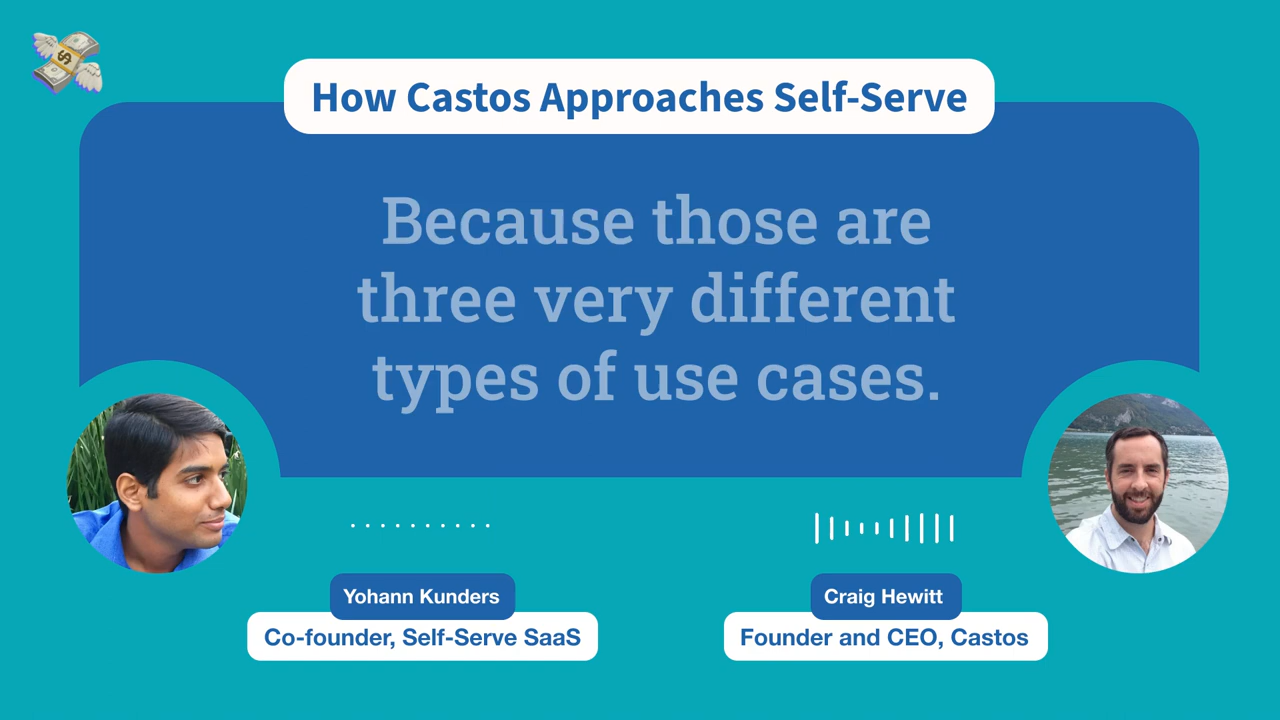 How Castos Approaches Self-Serve
Because those are
three very different
types of use cases.
Yohann Kunders
Co-founder, Self-Serve SaaS
Craig Hewitt
Founder and CEO, Castos